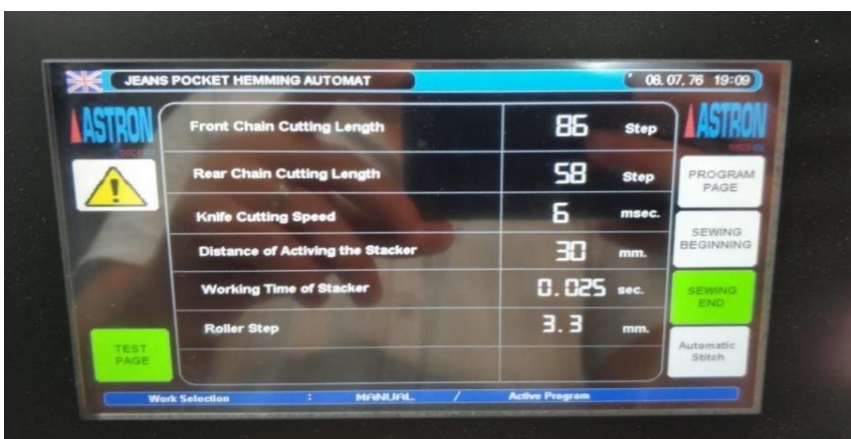 JEANS POCKET HEMMING AUTOMAT 08.07.76 19:09
ASTRON
ASTRON
Front Chain Cutting Length 86 Step
Rear Chain Cutting Length 58 Step
PROGRAM
PAGE
Knife Cutting Speed 6 msec.
SEWING
BEGINNING
Distance of Activing the Stacker 30 mm.
Working Time of Stacker 0.025 sec.
SEWING
END
Roller Step 3.3 mm.
TEST
PAGE
Automatic
Stitch
Work Selection : MANUAL / Active Program